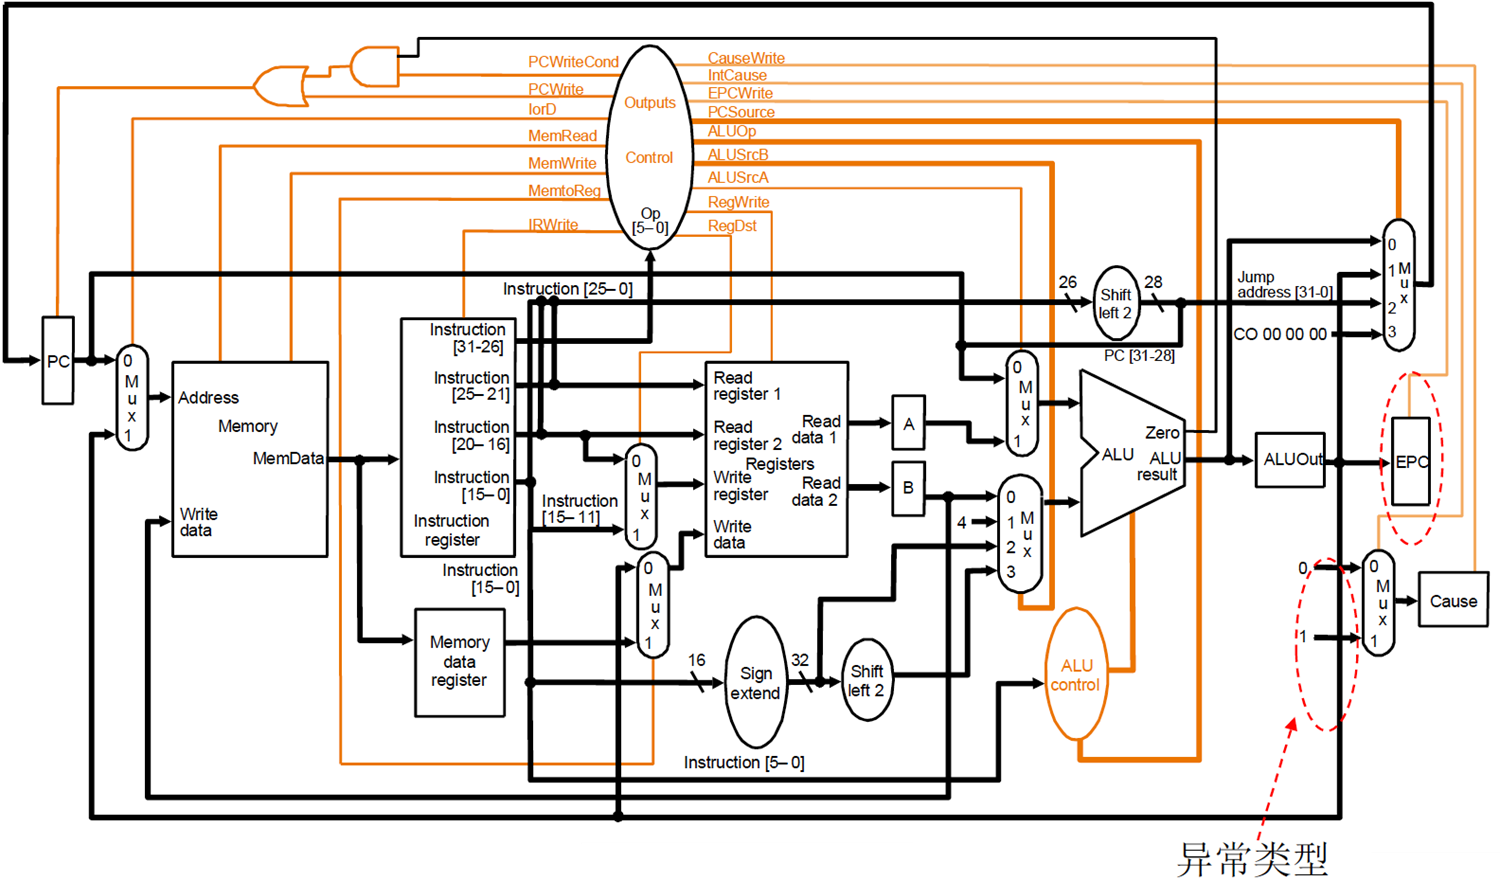 PCWriteCond
PCWrite
IorD
MemRead
MemWrite
MemtoReg
IRWrite
Outputs
Control
Op
[5–0]
CauseWrite
IntCause
EPCWrite
PCSource
ALUOp
ALUSrcB
ALUSrcA
RegWrite
RegDst
PC
0
M
u
x
1
Address
Memory
MemData
Write
data
Instruction [25–0]
Instruction
[31-26]
Instruction
[25–21]
Instruction
[20–16]
Instruction
[15–0]
Instruction
register
Instruction
[15–0]
Memory
data
register
Instruction
[15–11]
0
M
u
x
1
0
M
u
x
1
Read
register 1
Read
register 2
Registers
Write
register
Write
data
Read
data 1
Read
data 2
A
B
16
Sign
extend
32
Shift
left 2
Instruction [5–0]
26
Shift
left 2
28
Jump
address [31-0]
PC [31-28]
CO 00 00 00
0
M
u
x
1
4
0
1
2
3
M
u
x
ALU
Zero
ALU
result
ALU
control
ALUOut
0
1
2
3
M
u
x
EPC
0
1
0
M
u
x
1
Cause
异常类型